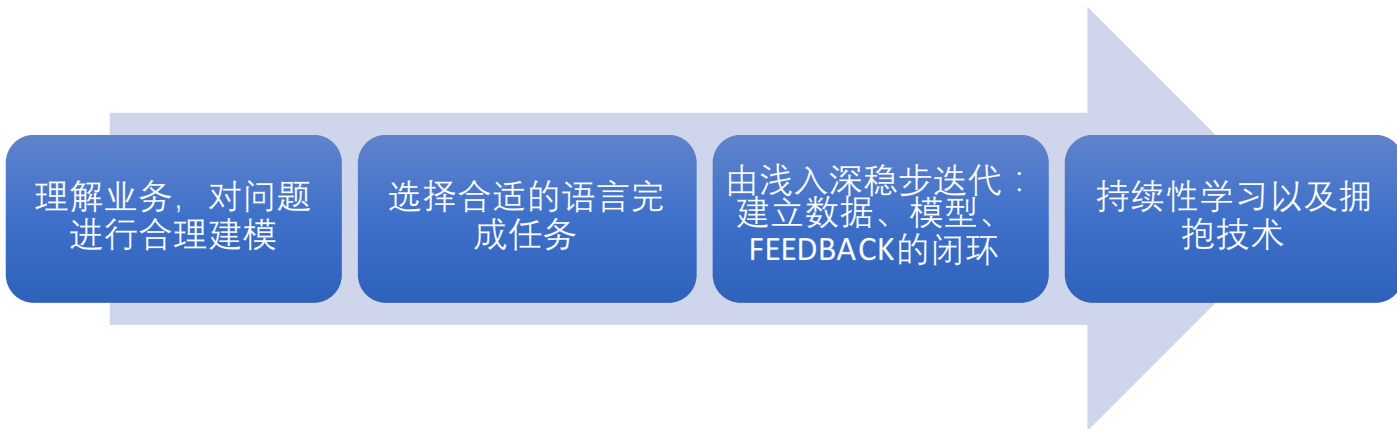 理解业务，对问题
进行合理建模
选择合适的语言完
成任务
由浅入深稳步迭代：
建立数据、模型、
FEEDBACK的闭环
持续性学习以及拥
抱技术